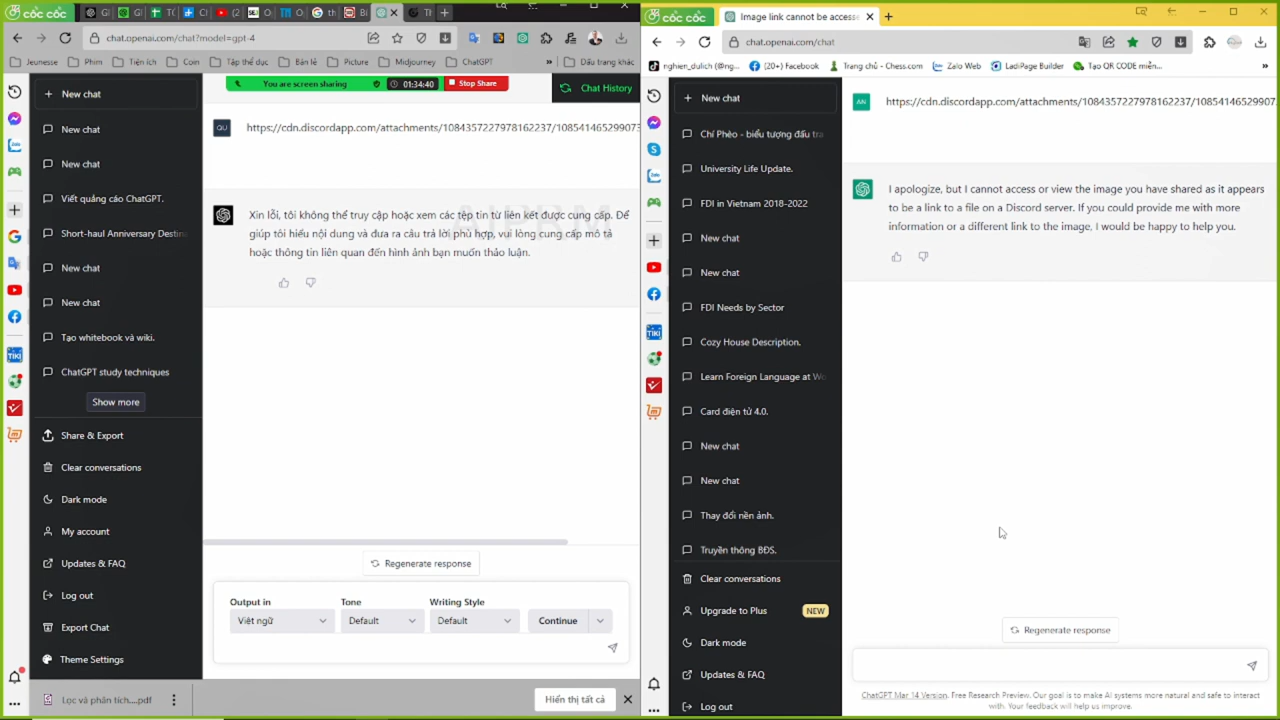 cốc cốc
chat.openai.com/chat?model=gpt-4
Jeunesse
Phim
Tiện ích
Com
Tập thể dục
Bán lẻ
Picture
Midjourney
ChatGPT
»
Dấu trang khác
You are screen sharing
01:34:40
Stop Share
Chat History
+ New chat
New chat
New chat
Viết quảng cáo ChatGPT.
Short-haul Anniversary Destina
New chat
New chat
Tạo whitebook và wiki.
ChatGPT study techniques
Show more
Share & Export
Clear conversations
Dark mode
My account
Updates & FAQ
Log out
Export Chat
Theme Settings
QU
https://cdn.discordapp.com/attachments/1084357227978162237/108541465299073
AIPRM
Xin lỗi, tôi không thể truy cập hoặc xem các tệp tin từ liên kết được cung cấp. Để
giúp tôi hiểu nội dung và đưa ra câu trả lời phù hợp, vui lòng cung cấp mô tả
hoặc thông tin liên quan đến hình ảnh bạn muốn thảo luận.
Regenerate response
Output in
Tone
Writing Style
Việt ngữ
Default
Default
Continue
Lọc và phân tích....pdf
Hiển thị tất cả
cốc cốc
Image link cannot be access
chat.openai.com/chat
nghien_dulich (@ng...
(20+) Facebook
Trang chủ - Chess.com
Zalo Web
LadiPage Builder
Tạo QR CODE miễn...
»
+ New chat
Chí Phèo - biểu tượng đấu tra
University Life Update.
FDI in Vietnam 2018-2022
New chat
New chat
FDI Needs by Sector
Cozy House Description.
Learn Foreign Language at Wo
Card điện tử 4.0.
New chat
New chat
Thay đổi nền ảnh.
Truyền thông BĐS.
Clear conversations
Upgrade to Plus
NEW
Dark mode
Updates & FAQ
Log out
AN
https://cdn.discordapp.com/attachments/1084357227978162237/108541465299073
I apologize, but I cannot access or view the image you have shared as it appears
to be a link to a file on a Discord server. If you could provide me with more
information or a different link to the image, I would be happy to help you.
Regenerate response
ChatGPT Mar 14 Version. Free Research Preview. Our goal is to make AI systems more natural and safe to interact
with. Your feedback will help us improve.